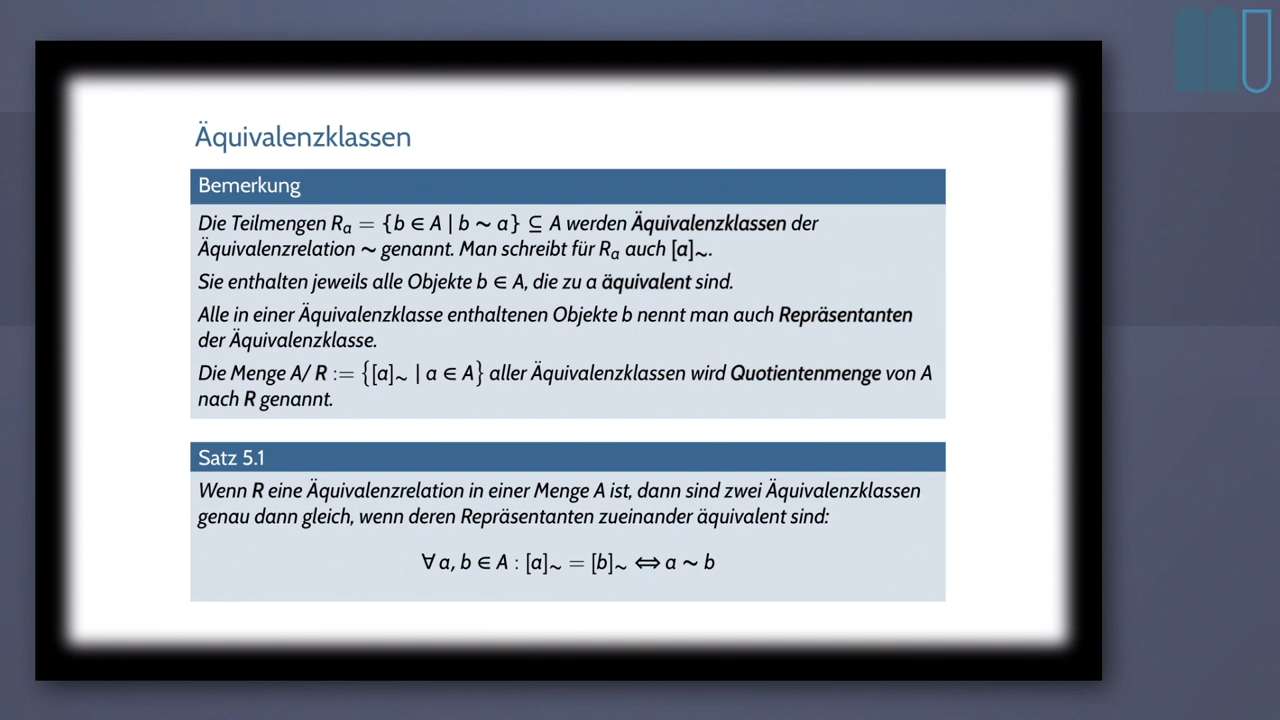 Äquivalenzklassen
Bemerkung
Die Teilmengen Rₐ = {b ∈ A | b ~ a} ⊆ A werden Äquivalenzklassen der
Äquivalenzrelation ~ genannt. Man schreibt für Rₐ auch [a]~.
Sie enthalten jeweils alle Objekte b ∈ A, die zu a äquivalent sind.
Alle in einer Äquivalenzklasse enthaltenen Objekte b nennt man auch Repräsentanten
der Äquivalenzklasse.
Die Menge A/ R := {[a]~ | a ∈ A} aller Äquivalenzklassen wird Quotientenmenge von A
nach R genannt.
Satz 5.1
Wenn R eine Äquivalenzrelation in einer Menge A ist, dann sind zwei Äquivalenzklassen
genau dann gleich, wenn deren Repräsentanten zueinander äquivalent sind:
∀ a, b ∈ A : [a]~ = [b]~ ⟺ a ~ b